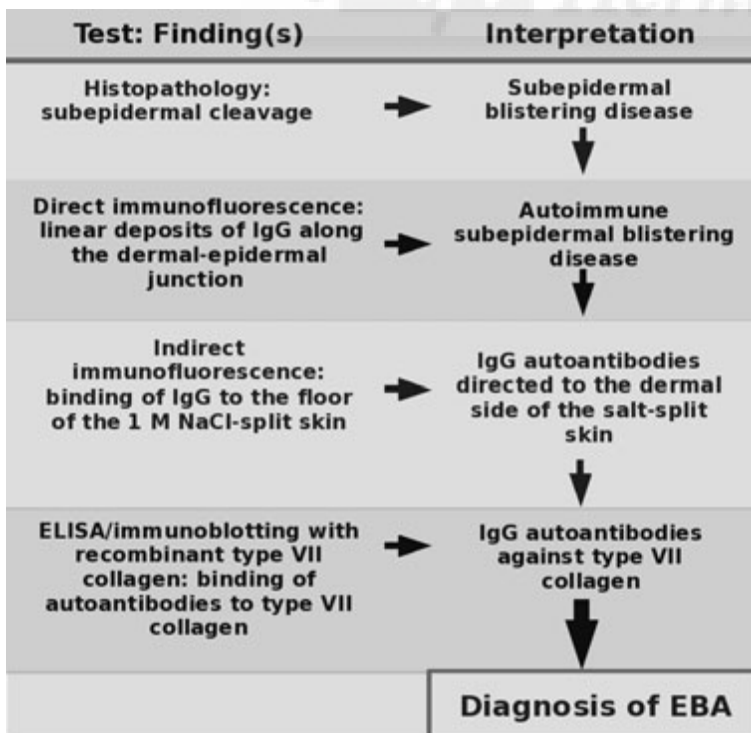 Test: Finding(s)
Interpretation
Histopathology:
subepidermal cleavage
Subepidermal
blistering disease
Direct immunofluorescence:
linear deposits of IgG along
the dermal-epidermal
junction
Autoimmune
subepidermal blistering
disease
Indirect
immunofluorescence:
binding of IgG to the floor
of the 1 M NaCl-split skin
IgG autoantibodies
directed to the dermal
side of the salt-split
skin
ELISA/immunoblotting with
recombinant type VII
collagen: binding of
autoantibodies to type VII
collagen
IgG autoantibodies
against type VII
collagen
Diagnosis of EBA